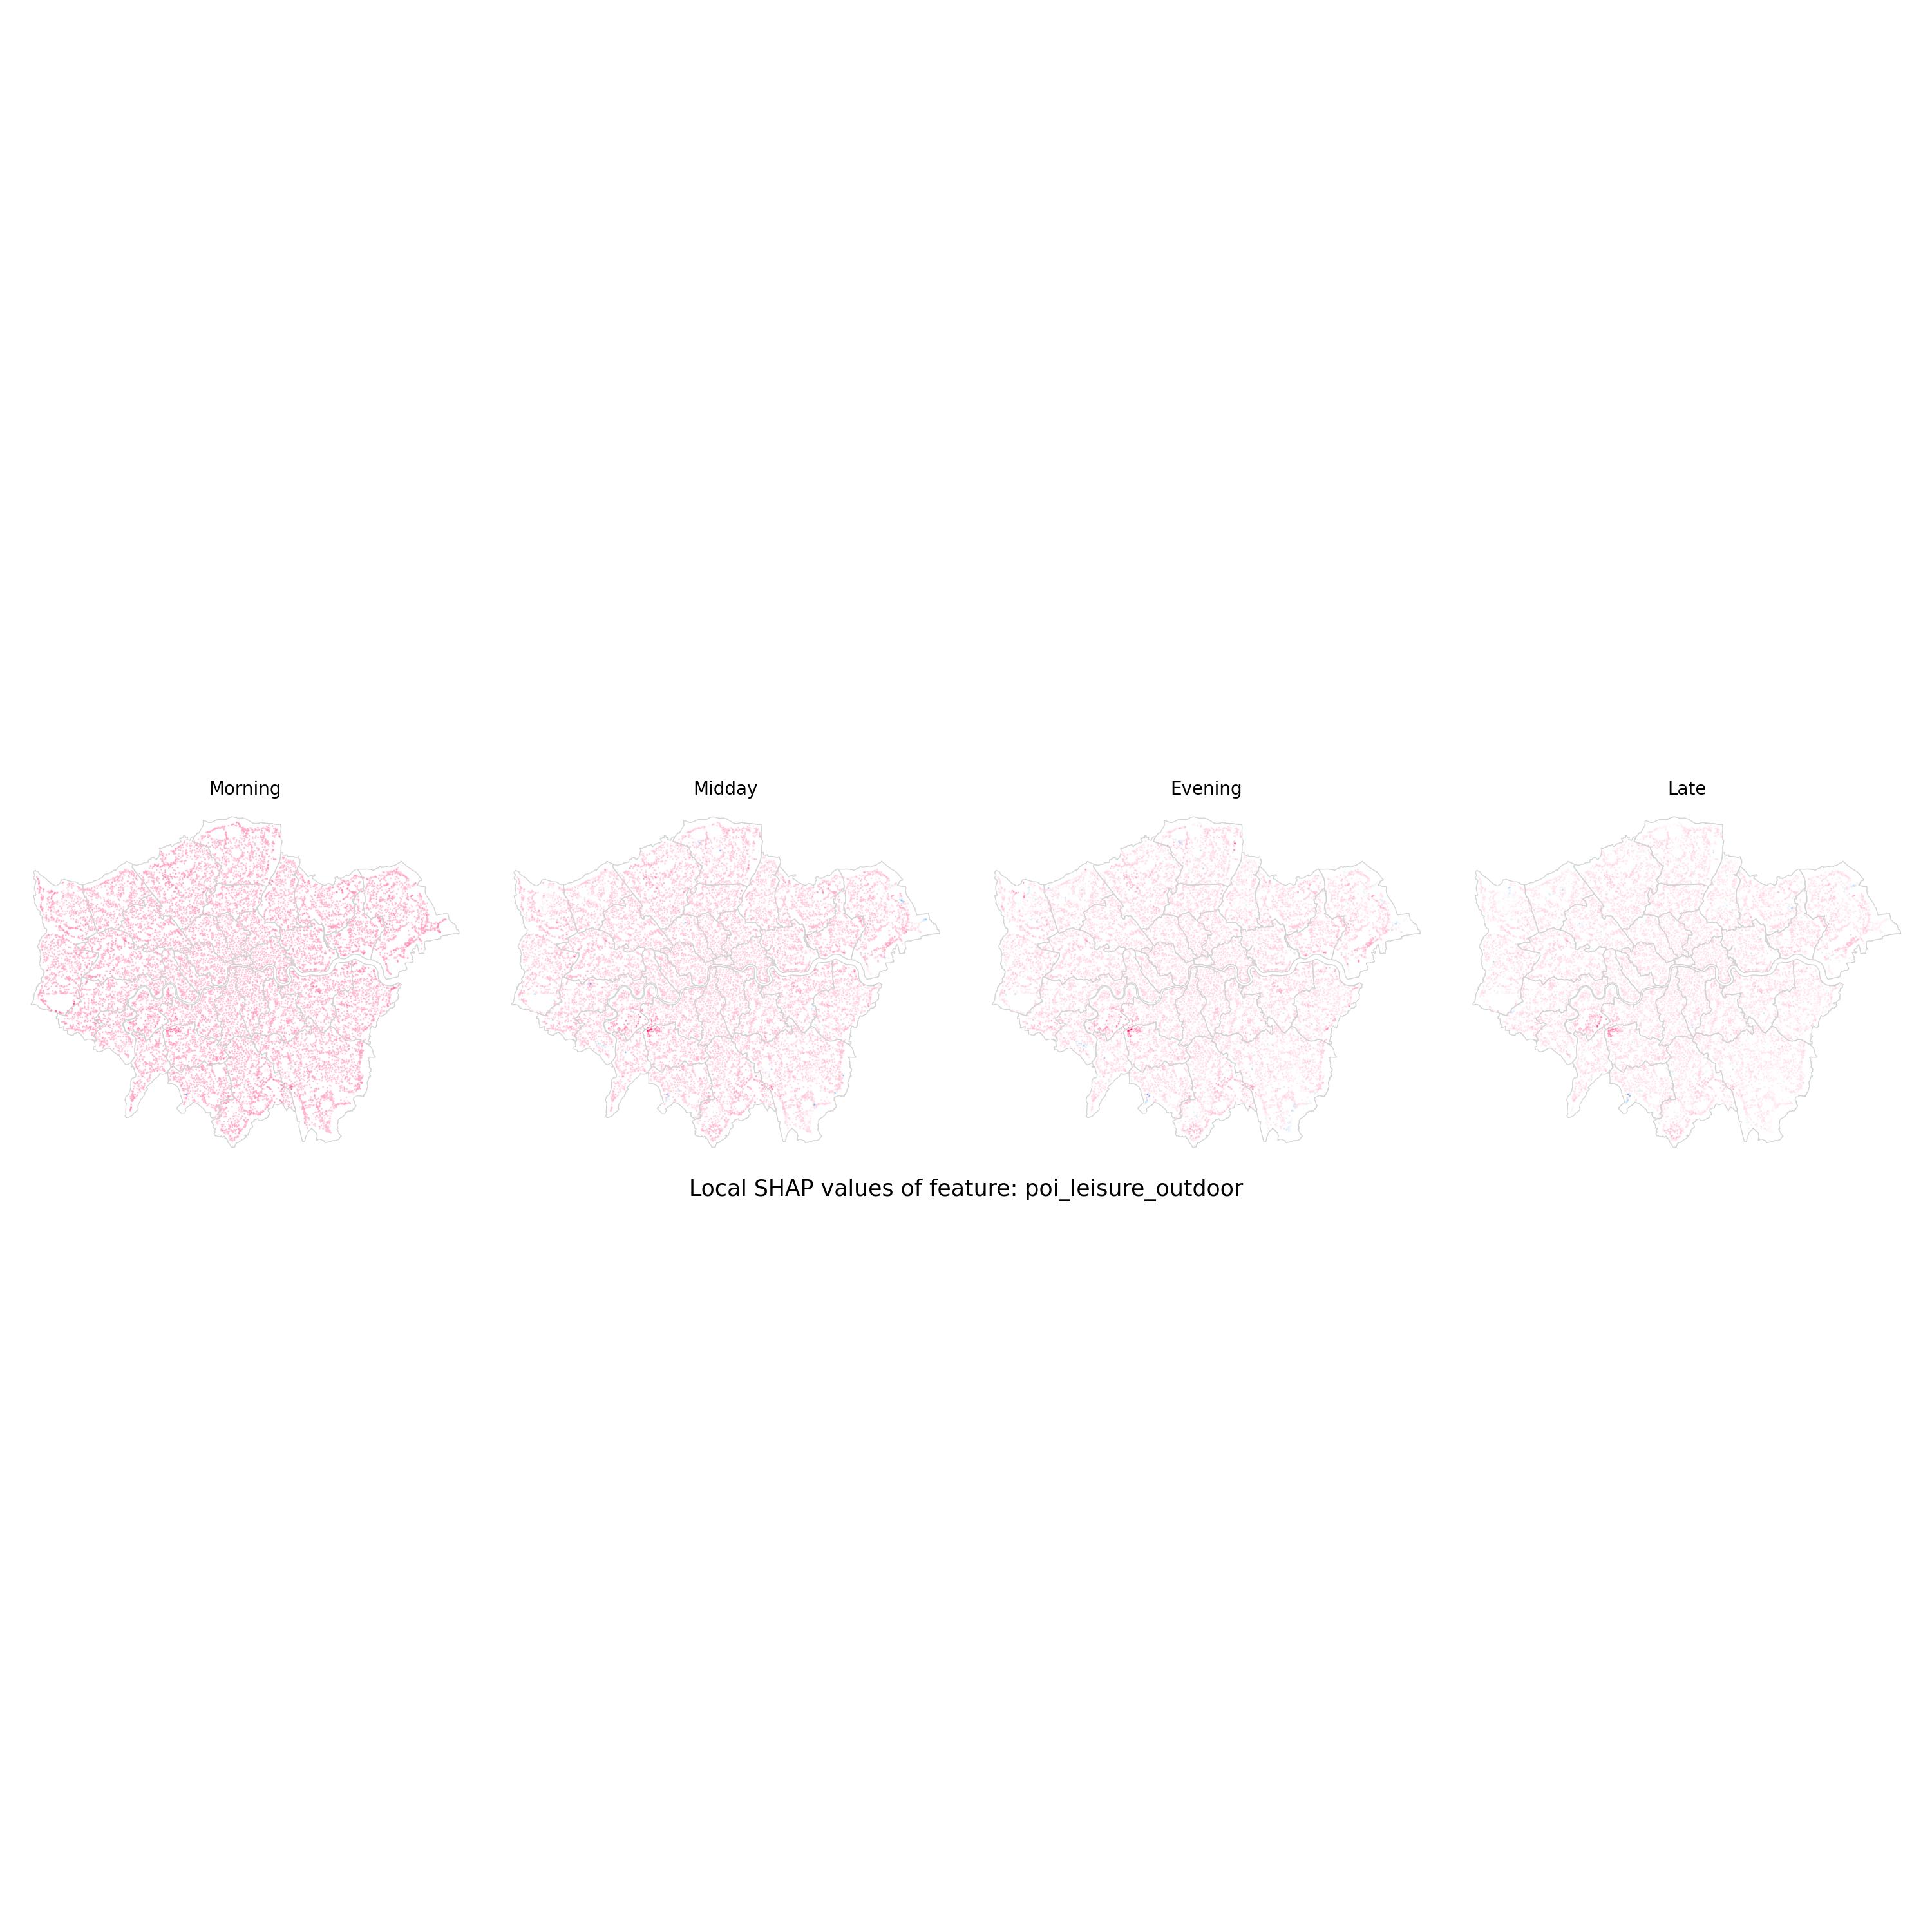 Morning
Midday
Evening
Late
Local SHAP values of feature: poi_leisure_outdoor